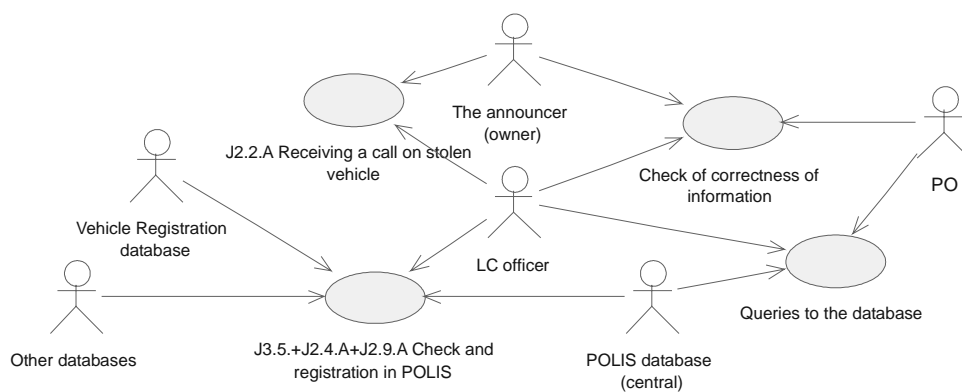 The announcer
(owner)
J2.2.A Receiving a call on stolen
vehicle
Check of correctness of
information
PO
Vehicle Registration
database
LC officer
Queries to the database
Other databases
J3.5.+J2.4.A+J2.9.A Check and
registration in POLIS
POLIS database
(central)